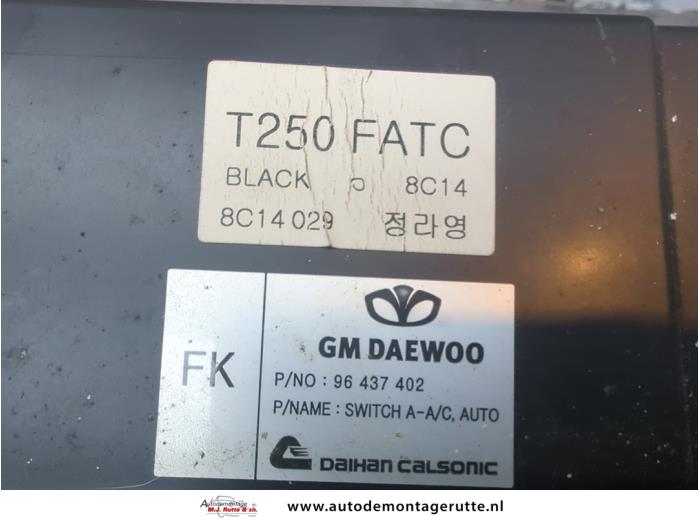 T250 FATC
BLACK 8C14
8C14 029 정라영
FK
GM DAEWOO
P/NO : 96 437 402
P/NAME : SWITCH A-A/C, AUTO
DAIHAN CALSONIC
Autodemontage
M.J. Rutte & zn.
www.autodemontagerutte.nl